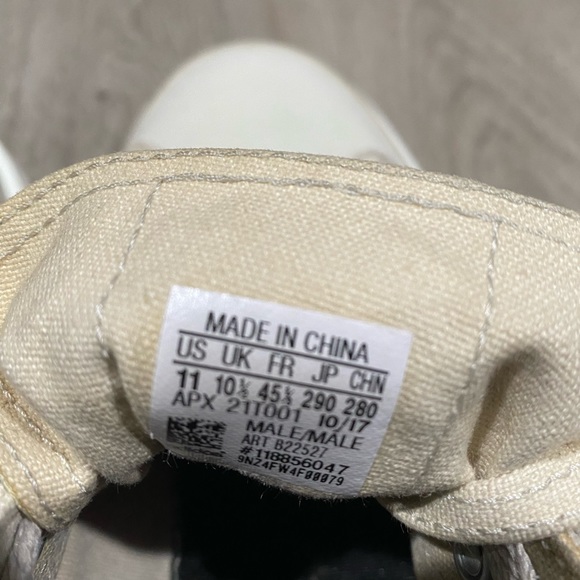 MADE IN CHINA
US UK FR JP CHN
11 10½ 45⅓ 290 280
APX 21T001 10/17
MALE/MALE
ART B22527
#118856047
9NZ4FW4F00079